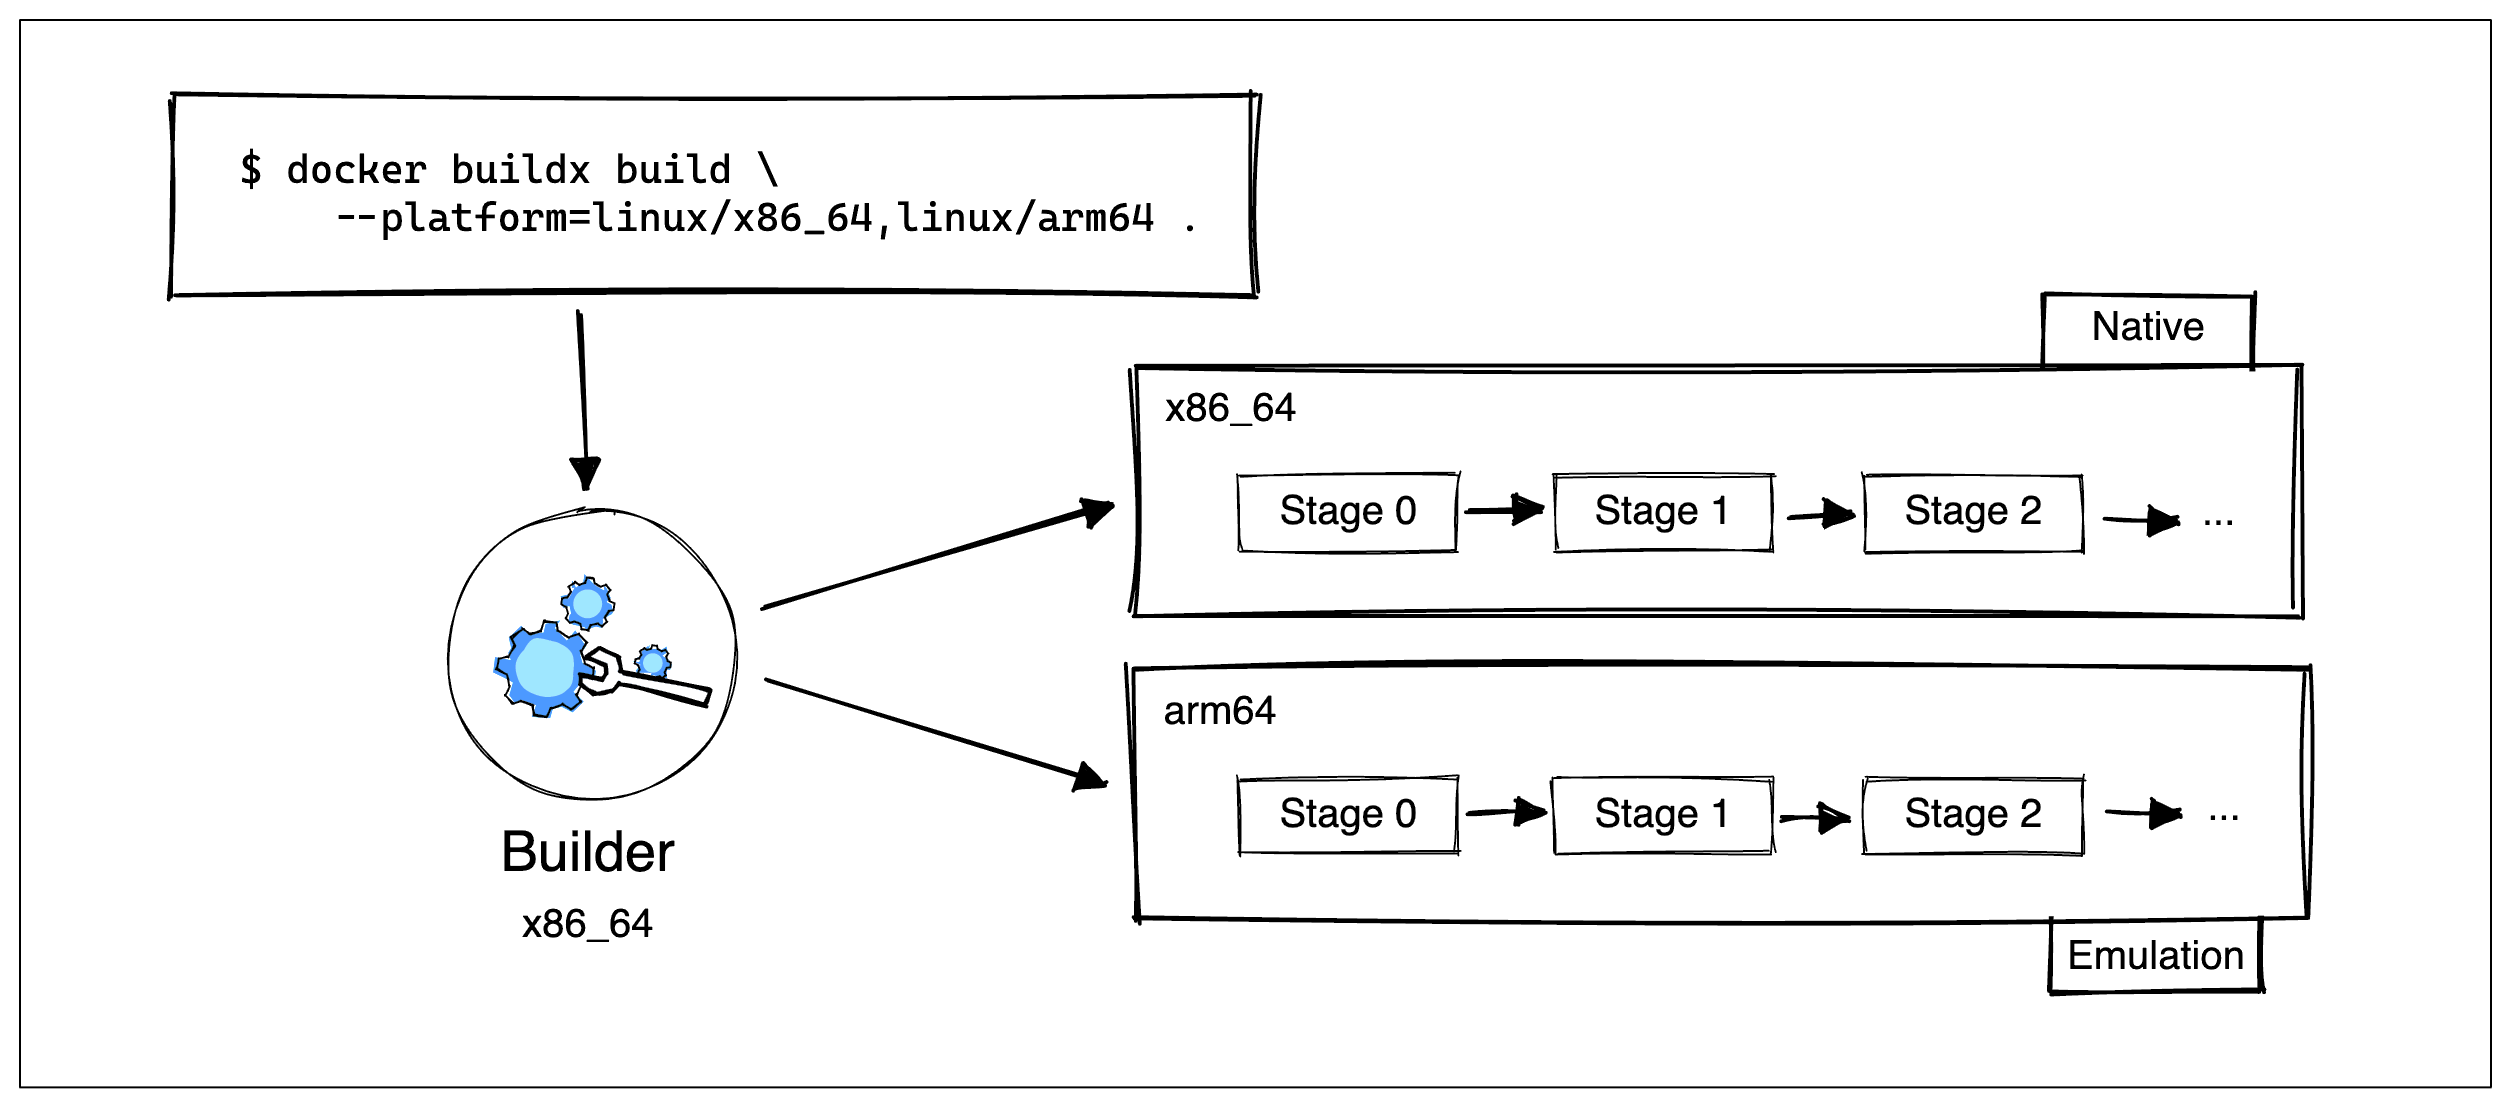 $ docker buildx build \
--platform=linux/x86_64,linux/arm64 .
Native
x86_64
Stage 0
Stage 1
Stage 2
...
arm64
Stage 0
Stage 1
Stage 2
...
Emulation
Builder
x86_64